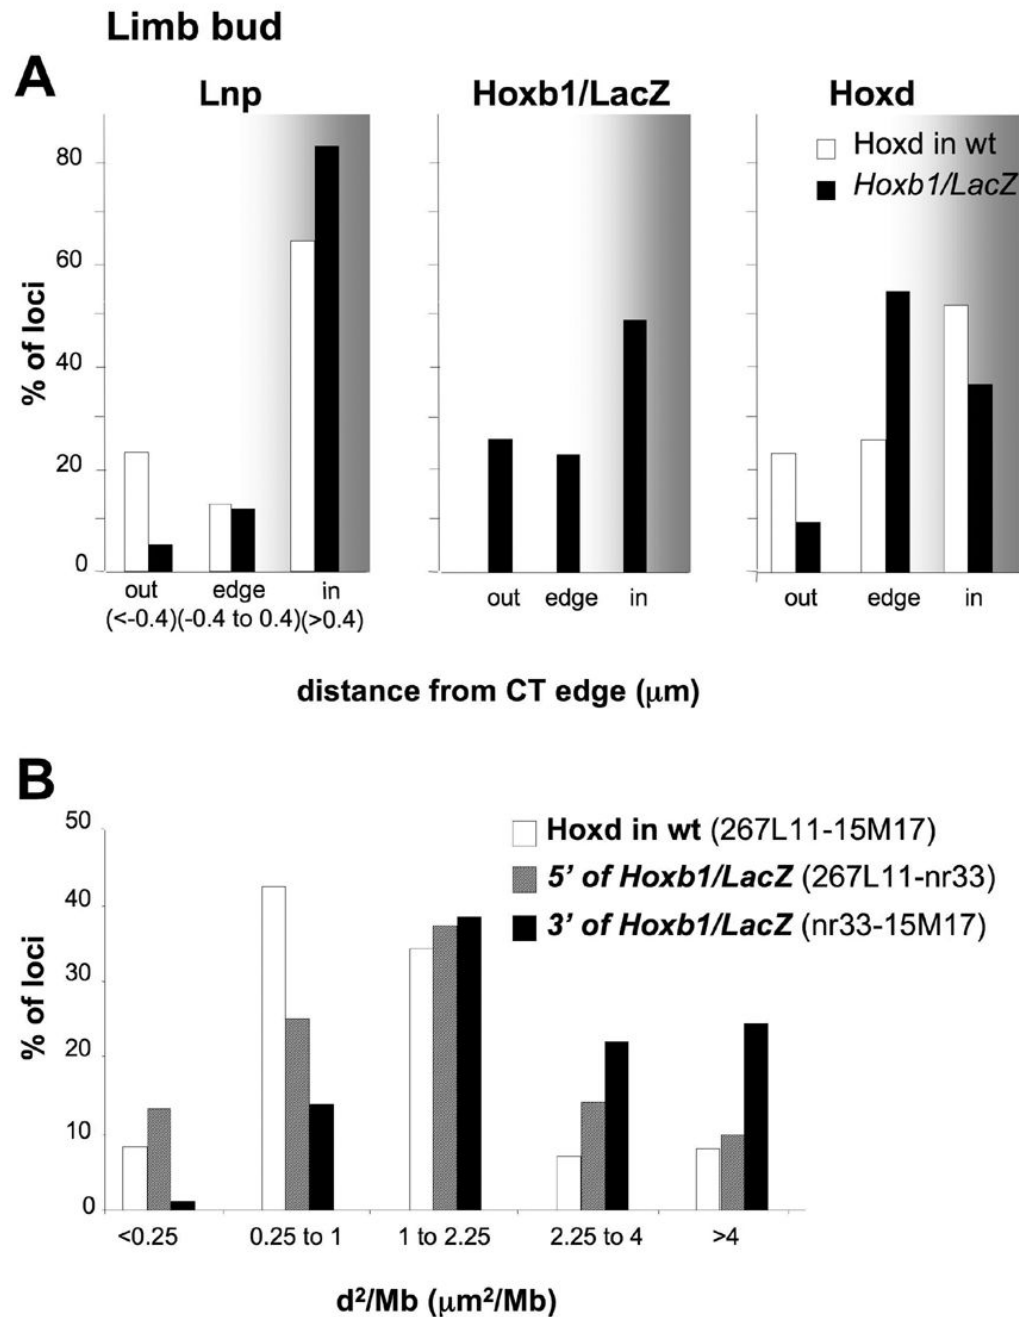 Limb bud
A
Lnp
Hoxb1/LacZ
Hoxd
Hoxd in wt
Hoxb1/LacZ
80
60
40
20
0
% of loci
out
edge
in
(<-0.4)(-0.4 to 0.4)(>0.4)
out edge in
out edge in
distance from CT edge (μm)
B
50
40
30
20
10
0
% of loci
Hoxd in wt (267L11-15M17)
5’ of Hoxb1/LacZ (267L11-nr33)
3’ of Hoxb1/LacZ (nr33-15M17)
<0.25
0.25 to 1
1 to 2.25
2.25 to 4
>4
d²/Mb (μm²/Mb)